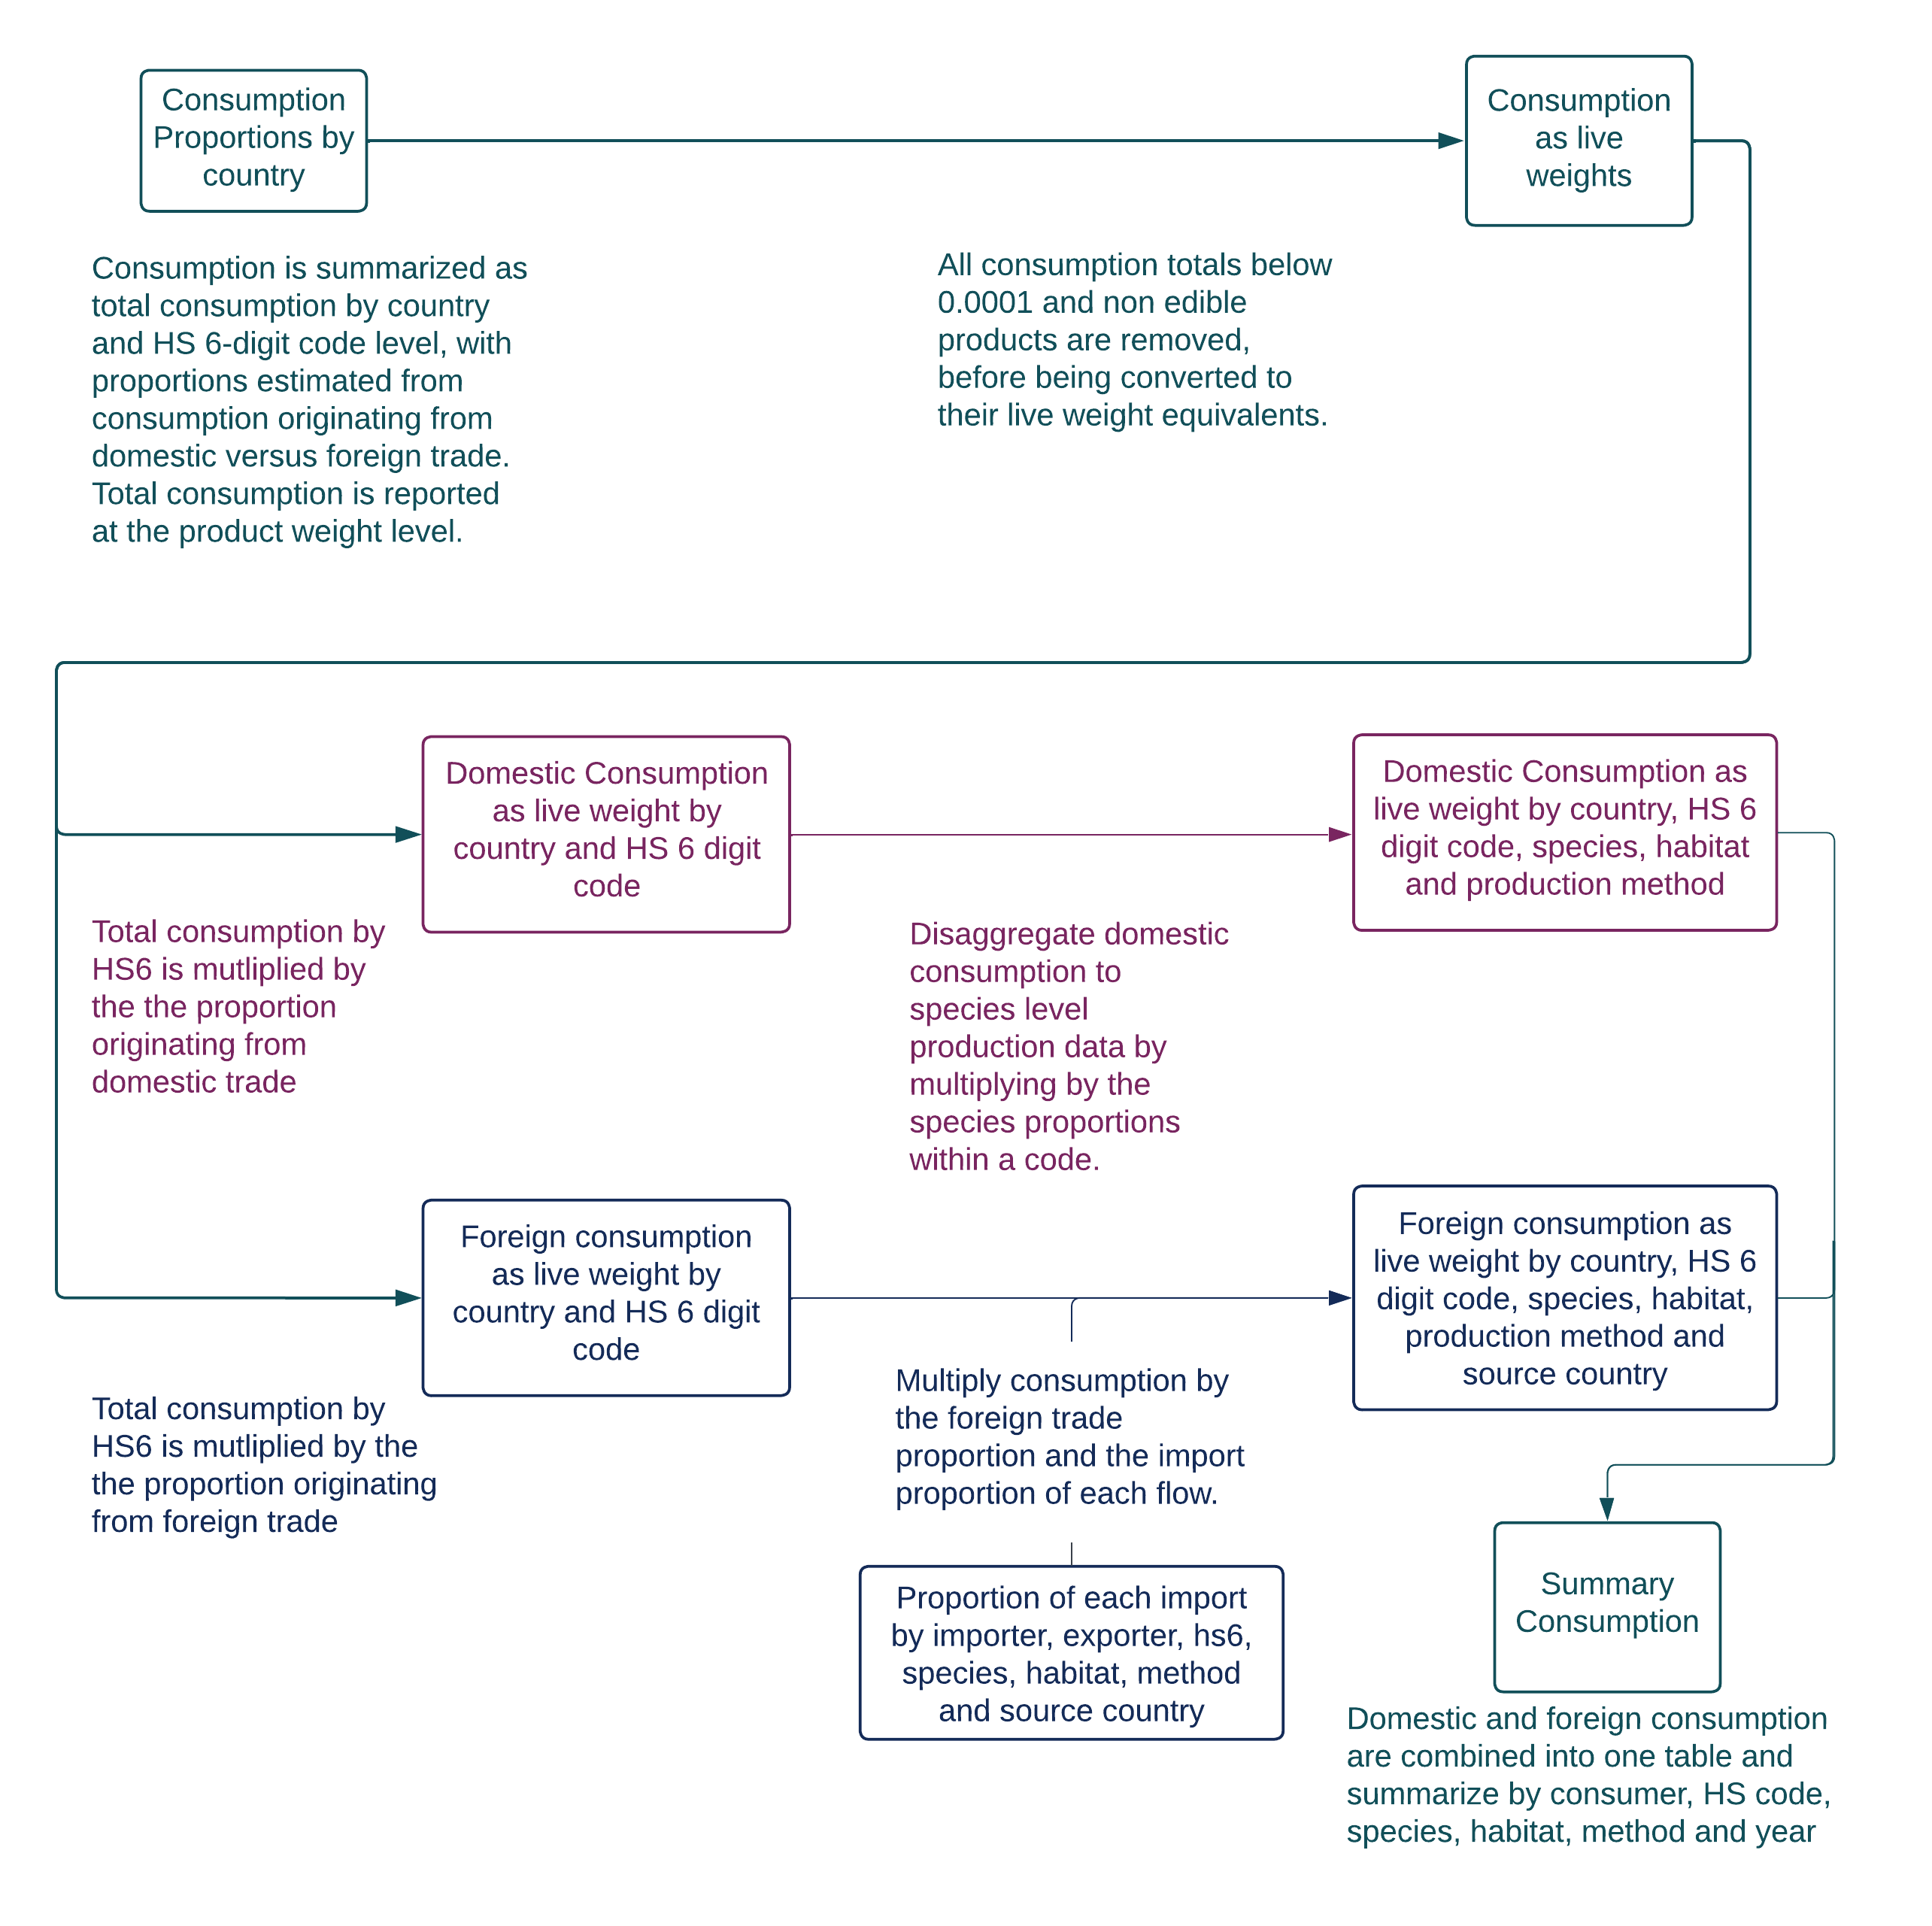 Consumption
Proportions by
country
Consumption
as live
weights
Consumption is summarized as
total consumption by country
and HS 6-digit code level, with
proportions estimated from
consumption originating from
domestic versus foreign trade.
Total consumption is reported
at the product weight level.
All consumption totals below
0.0001 and non edible
products are removed,
before being converted to
their live weight equivalents.
Domestic Consumption
as live weight by
country and HS 6 digit
code
Domestic Consumption as
live weight by country, HS 6
digit code, species, habitat
and production method
Total consumption by
HS6 is mutliplied by
the the proportion
originating from
domestic trade
Disaggregate domestic
consumption to
species level
production data by
multiplying by the
species proportions
within a code.
Foreign consumption
as live weight by
country and HS 6 digit
code
Foreign consumption as
live weight by country, HS 6
digit code, species, habitat,
production method and
source country
Total consumption by
HS6 is mutliplied by the
the proportion originating
from foreign trade
Multiply consumption by
the foreign trade
proportion and the import
proportion of each flow.
Proportion of each import
by importer, exporter, hs6,
species, habitat, method
and source country
Summary
Consumption
Domestic and foreign consumption
are combined into one table and
summarize by consumer, HS code,
species, habitat, method and year